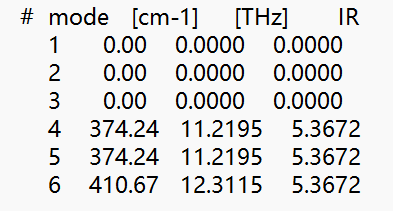 # mode [cm-1] [THz] IR
1 0.00 0.0000 0.0000
2 0.00 0.0000 0.0000
3 0.00 0.0000 0.0000
4 374.24 11.2195 5.3672
5 374.24 11.2195 5.3672
6 410.67 12.3115 5.3672